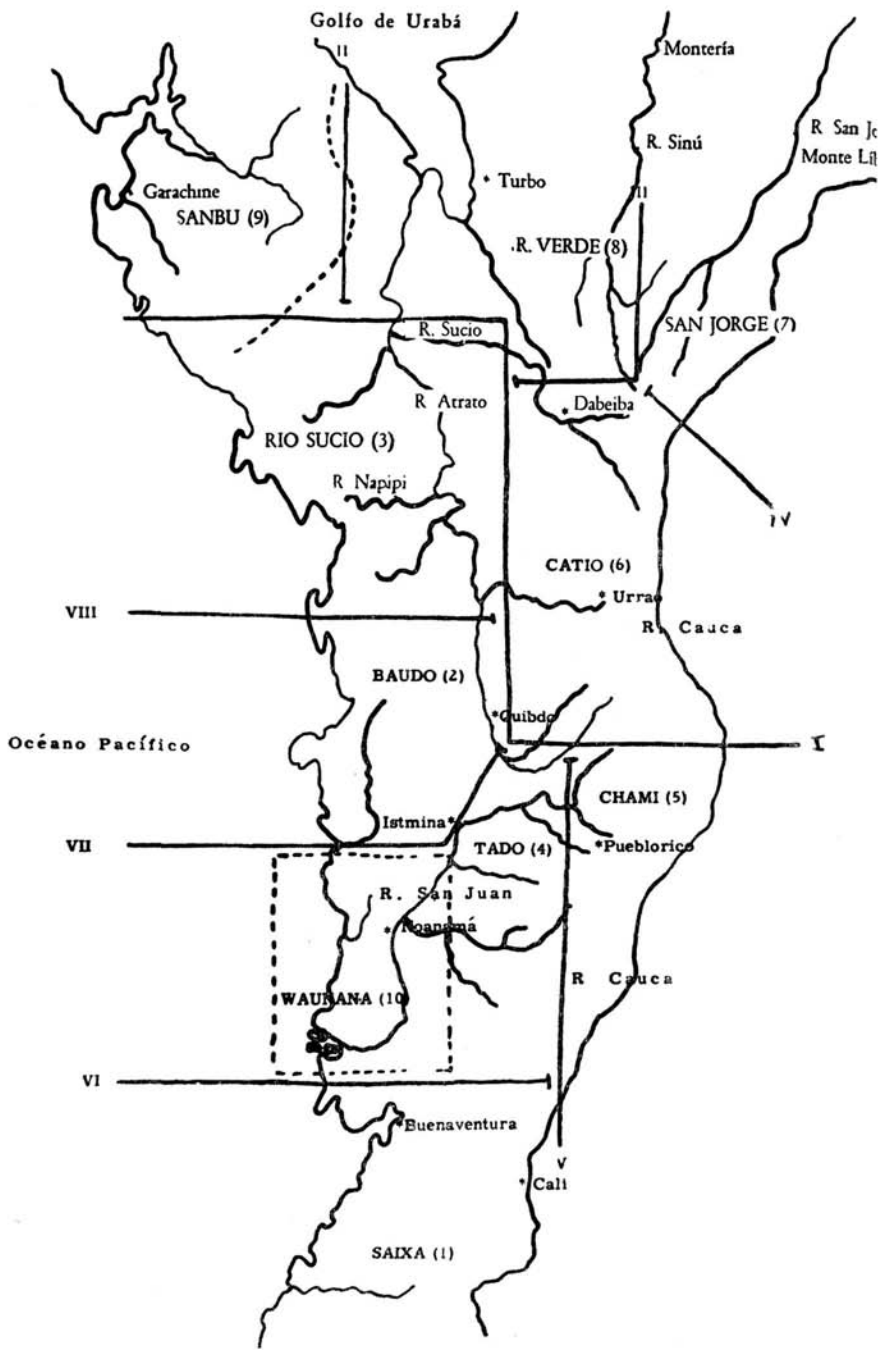 Golfo de Urabá
II
Montería
R. Sinú
R San Jo
Monte Lí
Garachine
SANBU (9)
* Turbo
III
R. VERDE (8)
SAN JORGE (7)
R. Sucio
R Atrato
* Dabeiba
RIO SUCIO (3)
R Napipi
IV
CATIO (6)
* Urrao
VIII
R. Cauca
BAUDO (2)
*Quibdo
Océano Pacífico
I
CHAMI (5)
Istmina*
VII
TADO (4)
*Pueblorico
R. San Juan
* Noanamá
WAUNANA (10)
R Cauca
VI
*Buenaventura
V
* Cali
SAIXA (1)